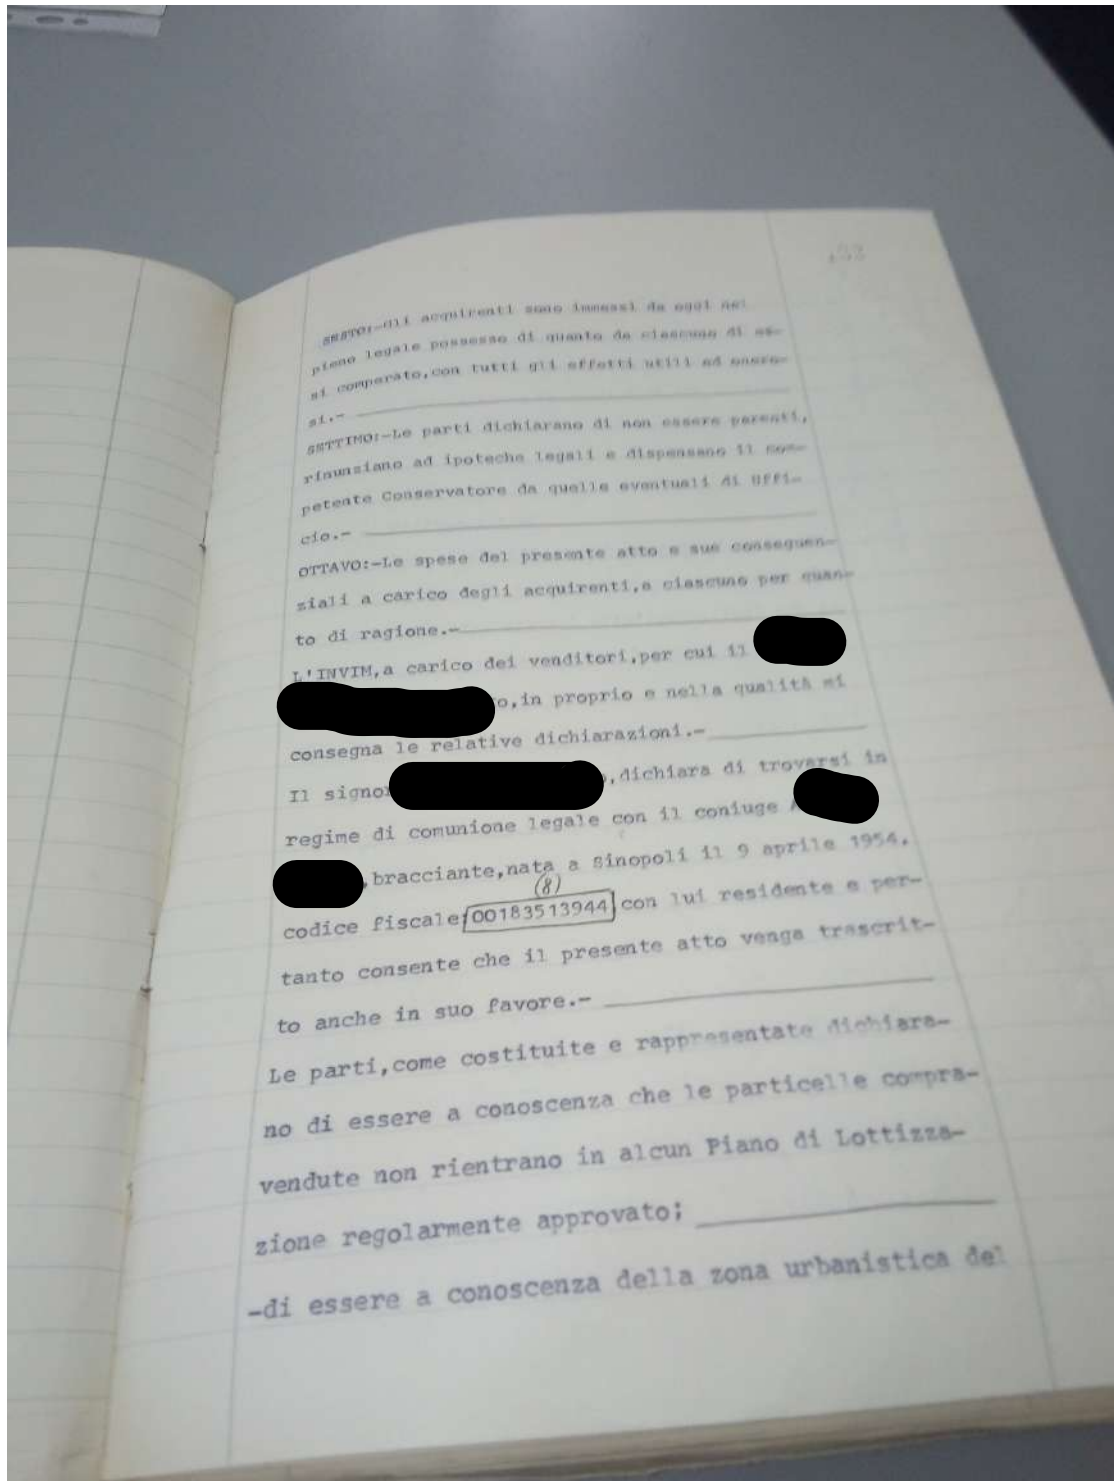 SESTO:-Gli acquirenti sono immessi da oggi nel
pieno legale possesso di quanto da ciascuno di es-
si comperato,con tutti gli effetti utili ed onero-
si.-
SETTIMO:-Le parti dichiarano di non essere parenti,
rinunziano ad ipoteche legali e dispensano il com-
petente Conservatore da quelle eventuali di Uffi-
cio.-
OTTAVO:-Le spese del presente atto e sue conseguen-
ziali a carico degli acquirenti,a ciascuno per quan-
to di ragione.-
L'INVIM,a carico dei venditori,per cui il
o,in proprio e nella qualità mi
consegna le relative dichiarazioni.-
Il signor ,dichiara di trovarsi in
regime di comunione legale con il coniuge
,bracciante,nata a Sinopoli il 9 aprile 1954,
(8)
codice fiscale 00183513944 con lui residente e per-
tanto consente che il presente atto venga trascrit-
to anche in suo favore.-
Le parti,come costituite e rappresentate dichiara-
no di essere a conoscenza che le particelle compra-
vendute non rientrano in alcun Piano di Lottizza-
zione regolarmente approvato;
-di essere a conoscenza della zona urbanistica del